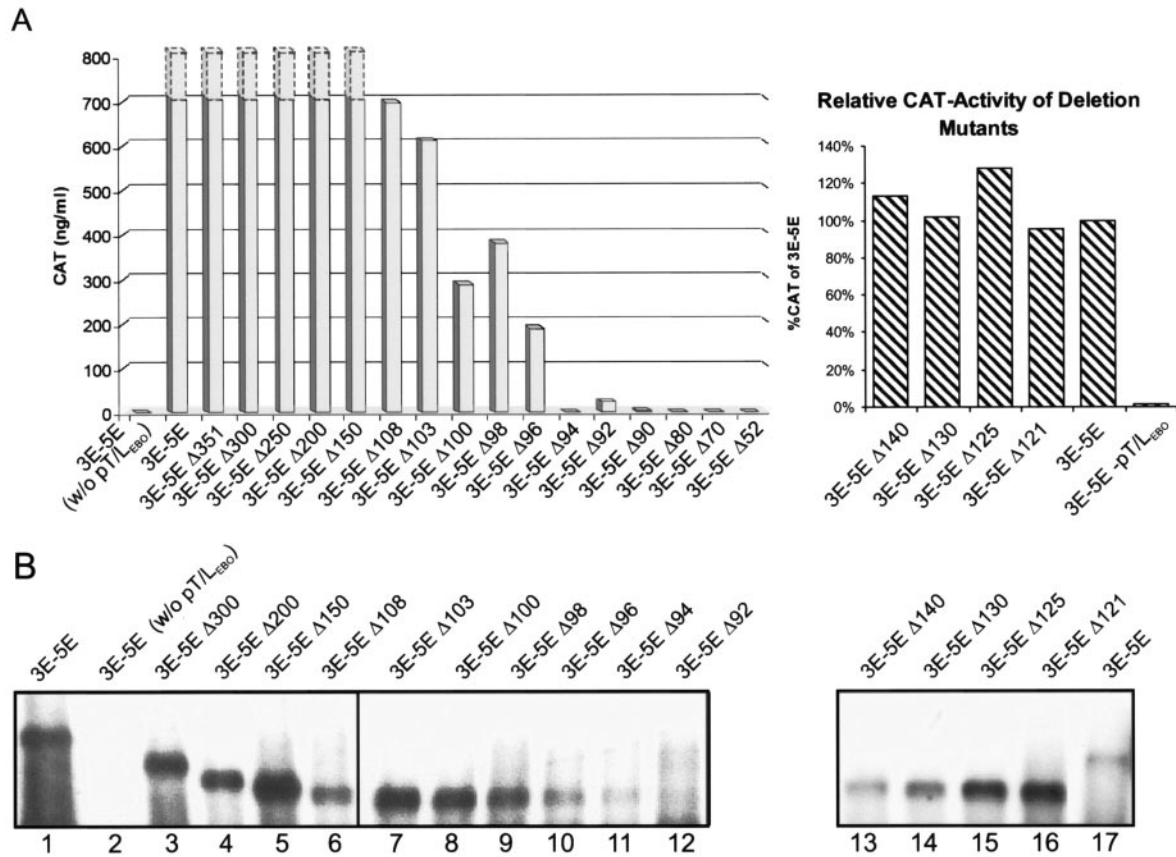 A
800
700
600
500
400
300
200
100
0
CAT (ng/ml)
3E-5E
(w/o pT/L_EBO)
3E-5E
3E-5E Δ351
3E-5E Δ300
3E-5E Δ250
3E-5E Δ200
3E-5E Δ150
3E-5E Δ108
3E-5E Δ103
3E-5E Δ100
3E-5E Δ98
3E-5E Δ96
3E-5E Δ94
3E-5E Δ92
3E-5E Δ90
3E-5E Δ80
3E-5E Δ70
3E-5E Δ52
Relative CAT-Activity of Deletion
Mutants
140%
120%
100%
80%
60%
40%
20%
0%
%CAT of 3E-5E
3E-5E Δ140
3E-5E Δ130
3E-5E Δ125
3E-5E Δ121
3E-5E
3E-5E -pT/L_EBO
B
3E-5E
3E-5E (w/o pT/L_EBO)
3E-5E Δ300
3E-5E Δ200
3E-5E Δ150
3E-5E Δ108
3E-5E Δ103
3E-5E Δ100
3E-5E Δ98
3E-5E Δ96
3E-5E Δ94
3E-5E Δ92
3E-5E Δ140
3E-5E Δ130
3E-5E Δ125
3E-5E Δ121
3E-5E
1 2 3 4 5 6 7 8 9 10 11 12 13 14 15 16 17